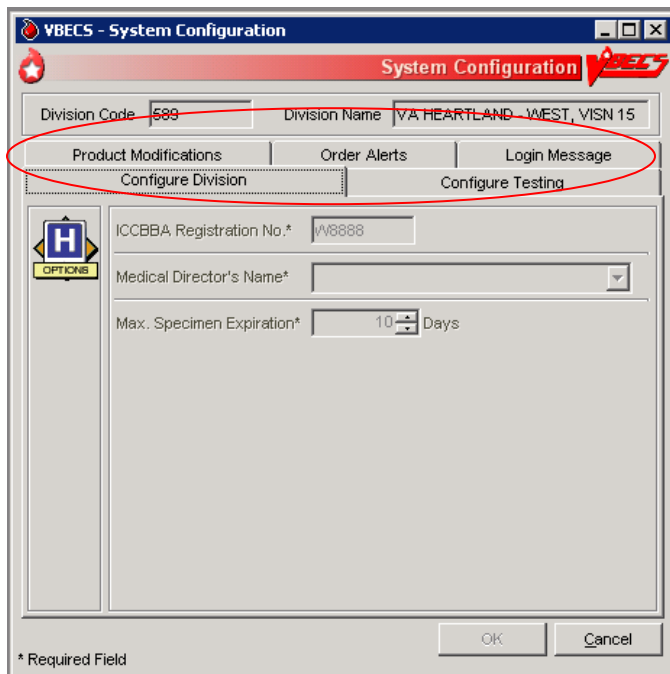 VBECS - System Configuration
System Configuration VBECS
Division Code 589 Division Name VA HEARTLAND - WEST, VISN 15
Product Modifications Order Alerts Login Message
Configure Division Configure Testing
H
OPTIONS
ICCBBA Registration No.* W8888
Medical Director's Name*
Max. Specimen Expiration* 10 Days
OK Cancel
* Required Field